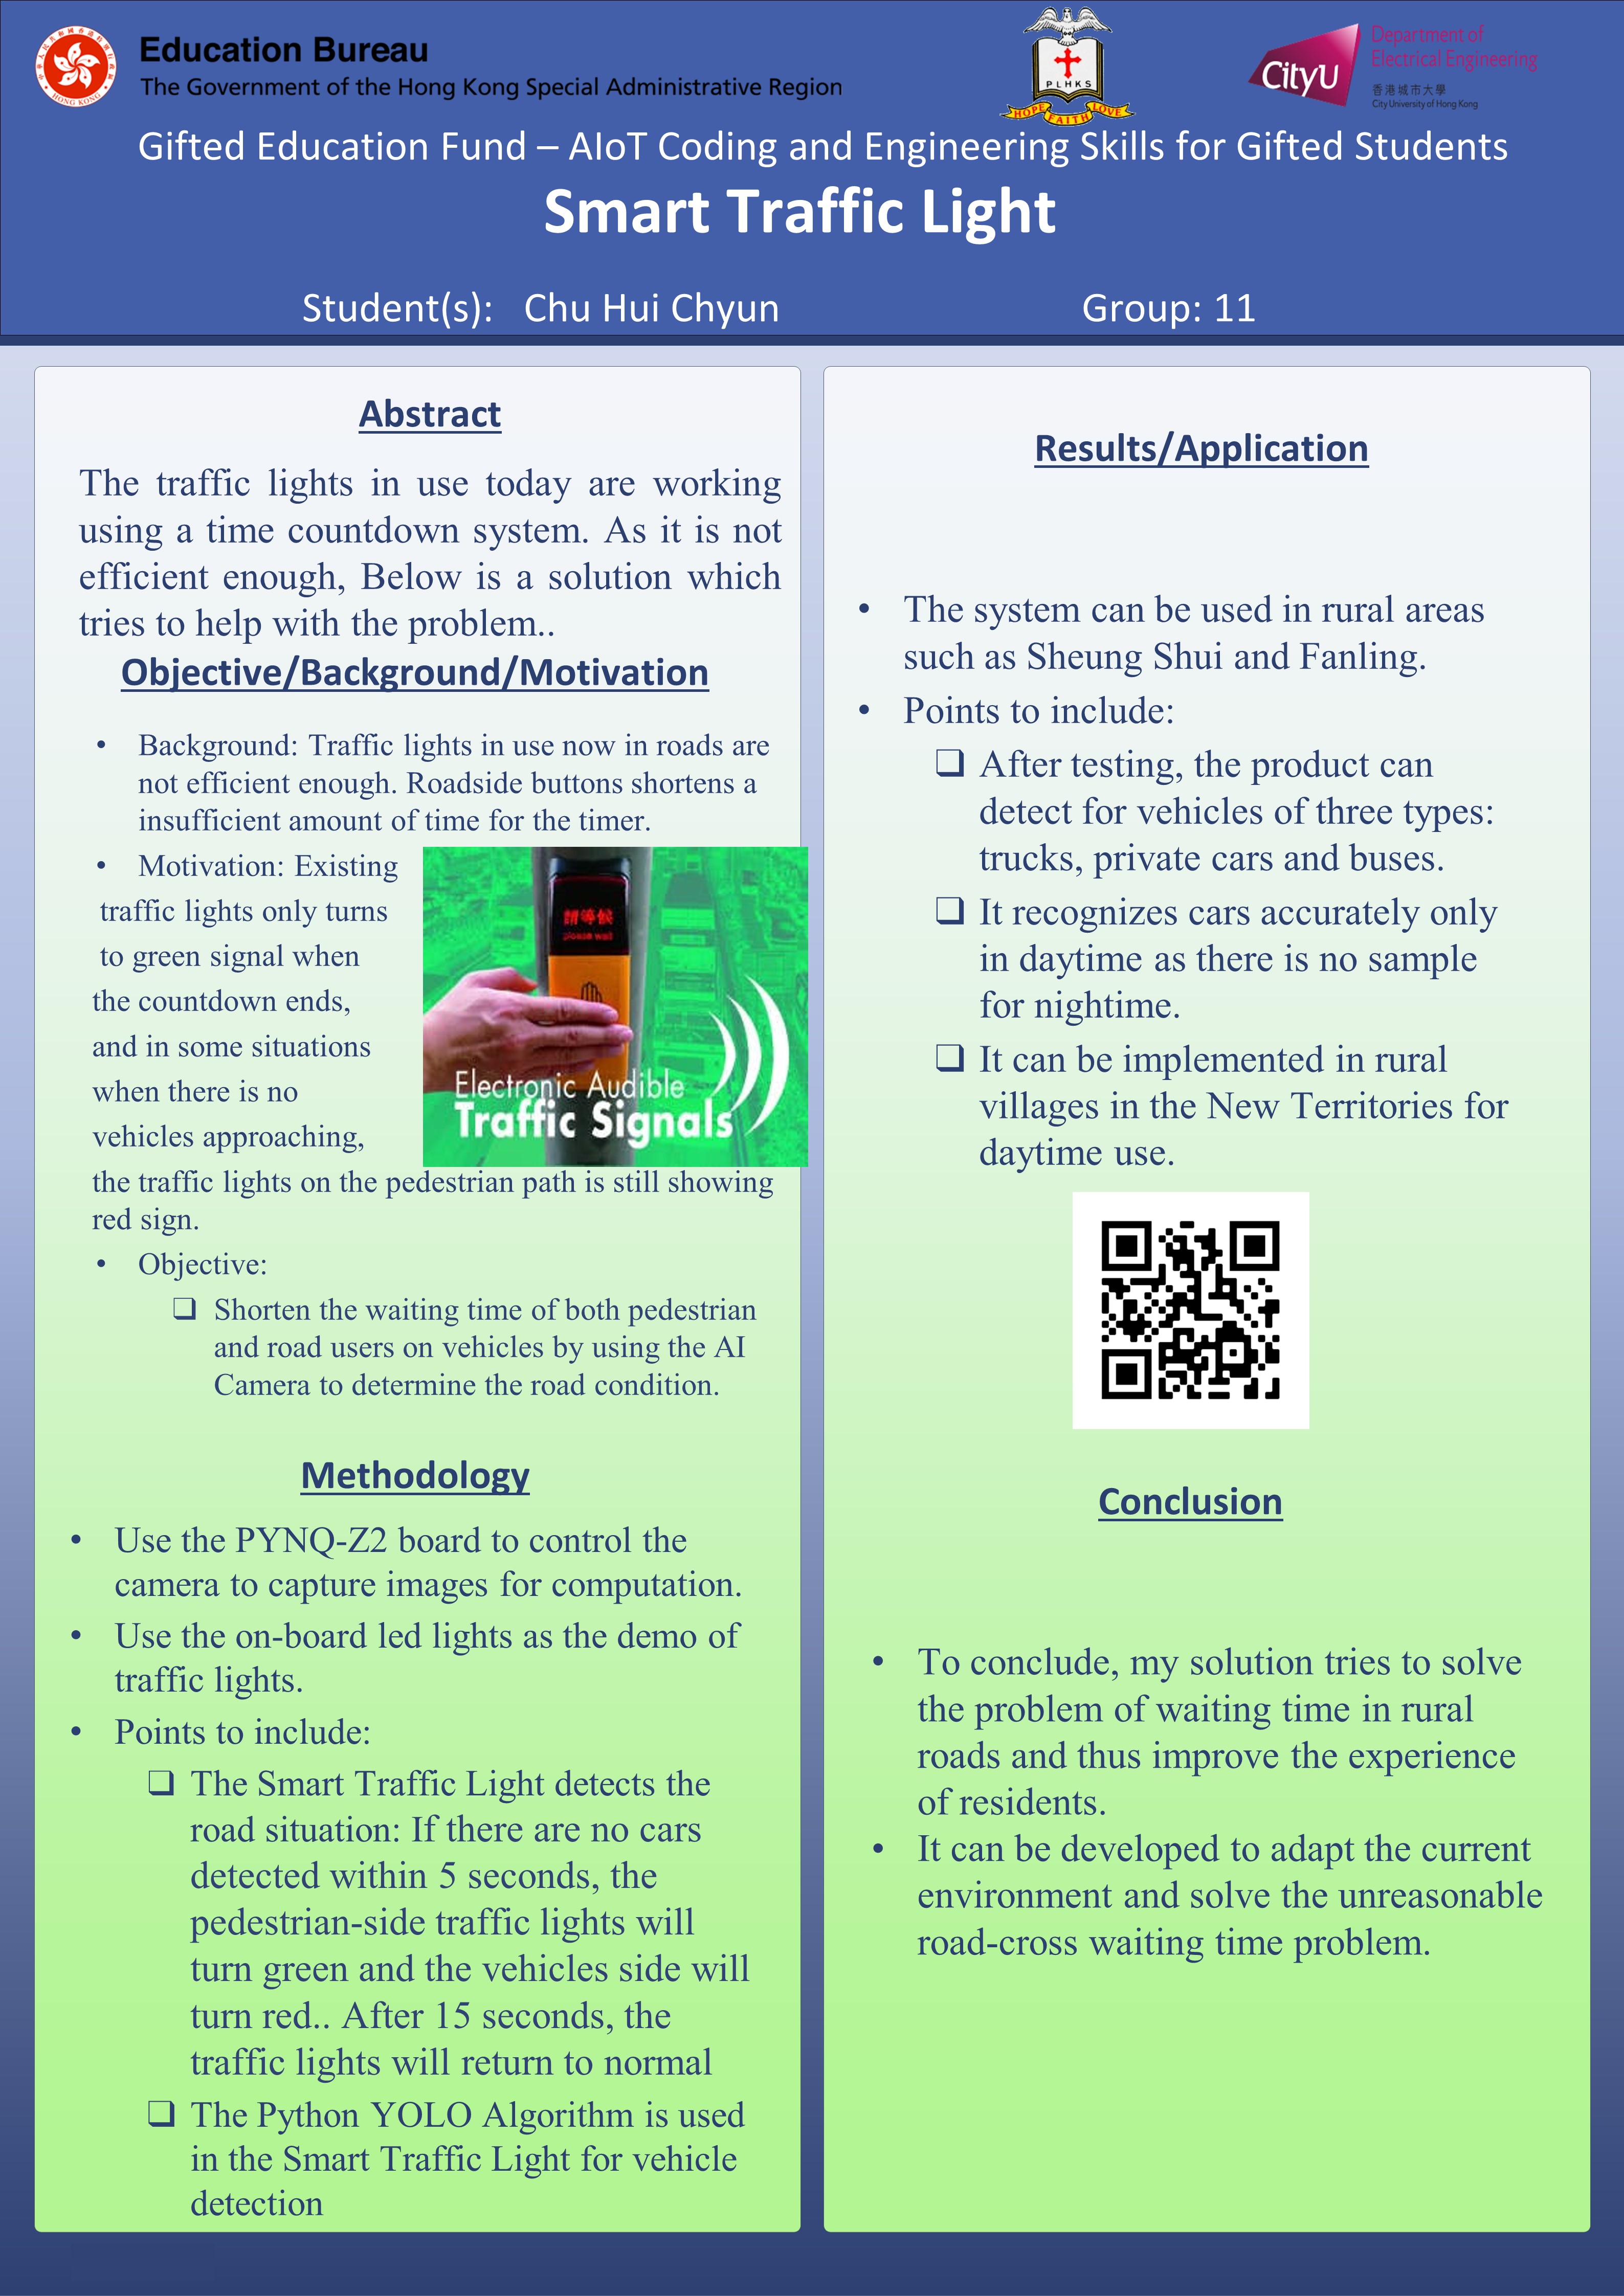 Education Bureau
The Government of the Hong Kong Special Administrative Region
HONG KONG
PLHKS
HOPE FAITH LOVE
CityU
Department of
Electrical Engineering
香港城市大學
City University of Hong Kong
Gifted Education Fund – AIoT Coding and Engineering Skills for Gifted Students
Smart Traffic Light
Student(s): Chu Hui Chyun
Group: 11
Abstract
The traffic lights in use today are working
using a time countdown system. As it is not
efficient enough, Below is a solution which
tries to help with the problem..
Objective/Background/Motivation
• Background: Traffic lights in use now in roads are
not efficient enough. Roadside buttons shortens a
insufficient amount of time for the timer.
• Motivation: Existing
traffic lights only turns
to green signal when
the countdown ends,
and in some situations
when there is no
vehicles approaching,
the traffic lights on the pedestrian path is still showing
red sign.
請等候
please wait
Electronic Audible
Traffic Signals
• Objective:
❑ Shorten the waiting time of both pedestrian
and road users on vehicles by using the AI
Camera to determine the road condition.
Methodology
• Use the PYNQ-Z2 board to control the
camera to capture images for computation.
• Use the on-board led lights as the demo of
traffic lights.
• Points to include:
❑ The Smart Traffic Light detects the
road situation: If there are no cars
detected within 5 seconds, the
pedestrian-side traffic lights will
turn green and the vehicles side will
turn red.. After 15 seconds, the
traffic lights will return to normal
❑ The Python YOLO Algorithm is used
in the Smart Traffic Light for vehicle
detection
Results/Application
• The system can be used in rural areas
such as Sheung Shui and Fanling.
• Points to include:
❑ After testing, the product can
detect for vehicles of three types:
trucks, private cars and buses.
❑ It recognizes cars accurately only
in daytime as there is no sample
for nightime.
❑ It can be implemented in rural
villages in the New Territories for
daytime use.
Conclusion
• To conclude, my solution tries to solve
the problem of waiting time in rural
roads and thus improve the experience
of residents.
• It can be developed to adapt the current
environment and solve the unreasonable
road-cross waiting time problem.